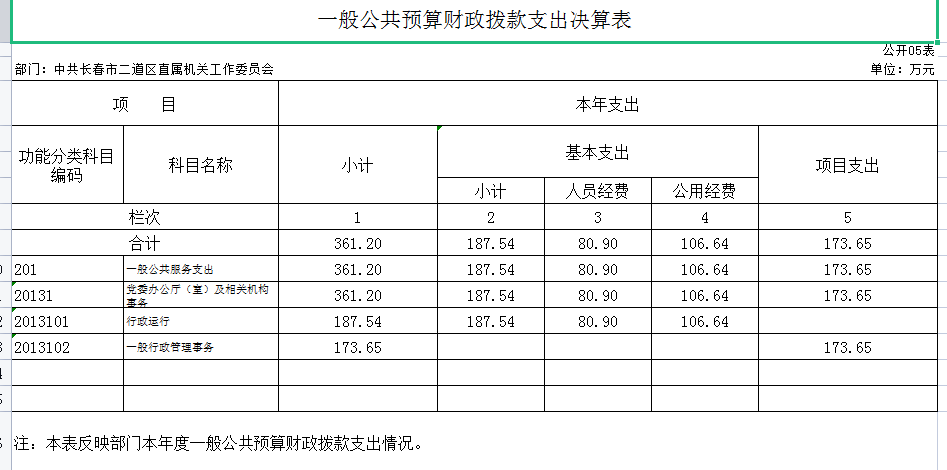 一般公共预算财政拨款支出决算表
公开05表
部门：中共长春市二道区直属机关工作委员会 单位：万元
项 目 本年支出
功能分类科目编码 科目名称 小计 基本支出 项目支出
小计 人员经费 公用经费
栏次 1 2 3 4 5
合计 361.20 187.54 80.90 106.64 173.65
201 一般公共服务支出 361.20 187.54 80.90 106.64 173.65
20131 党委办公厅（室）及相关机构事务 361.20 187.54 80.90 106.64 173.65
2013101 行政运行 187.54 187.54 80.90 106.64
2013102 一般行政管理事务 173.65 173.65
注：本表反映部门本年度一般公共预算财政拨款支出情况。